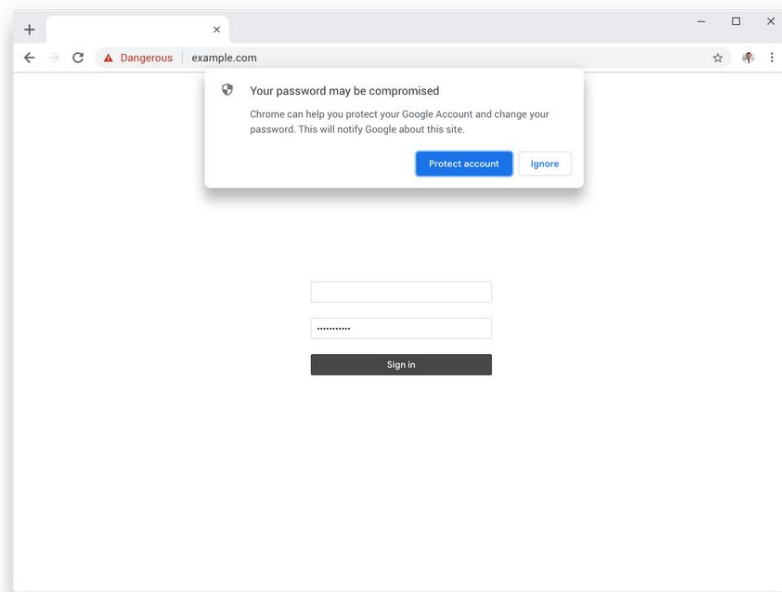 Dangerous example.com
Your password may be compromised
Chrome can help you protect your Google Account and change your
password. This will notify Google about this site.
Protect account Ignore
Sign in